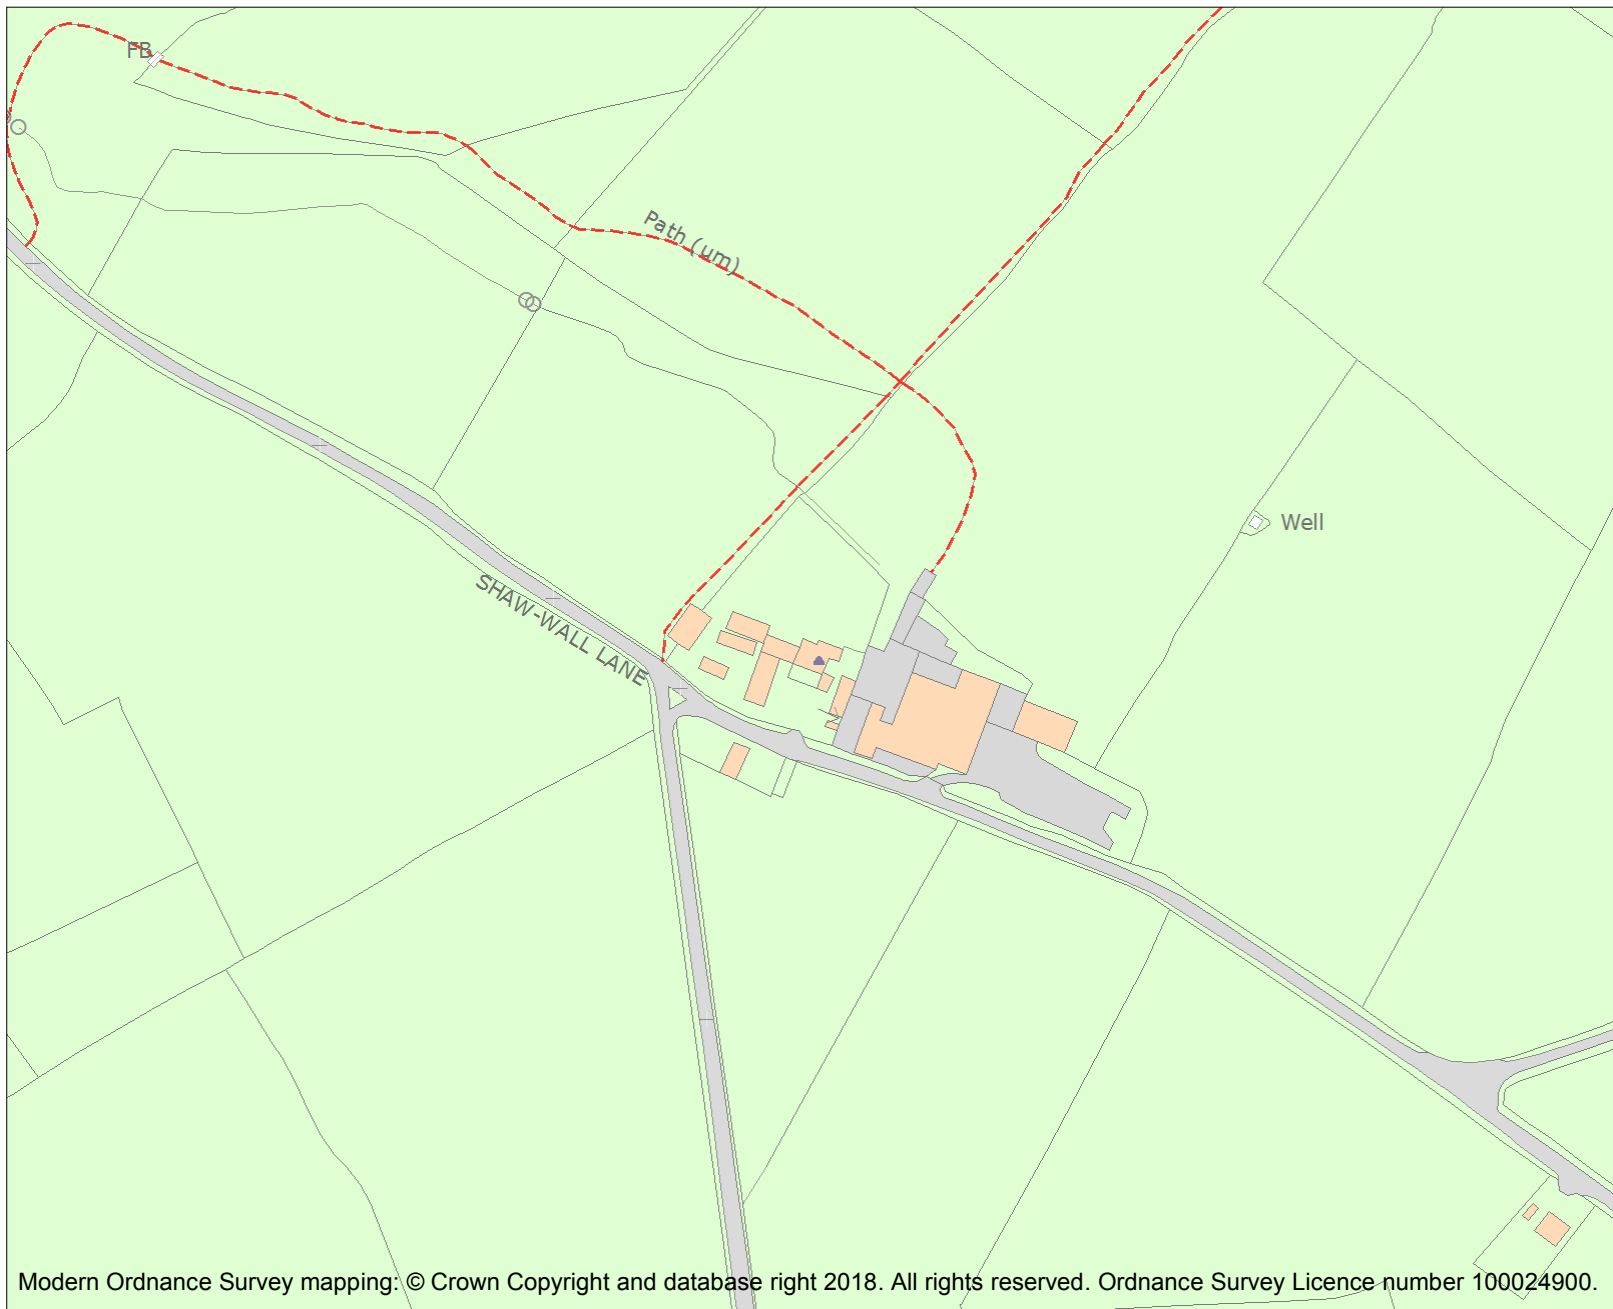 FB
Path (um)
Well
SHAW-WALL LANE
Modern Ordnance Survey mapping: © Crown Copyright and database right 2018. All rights reserved. Ordnance Survey Licence number 100024900.